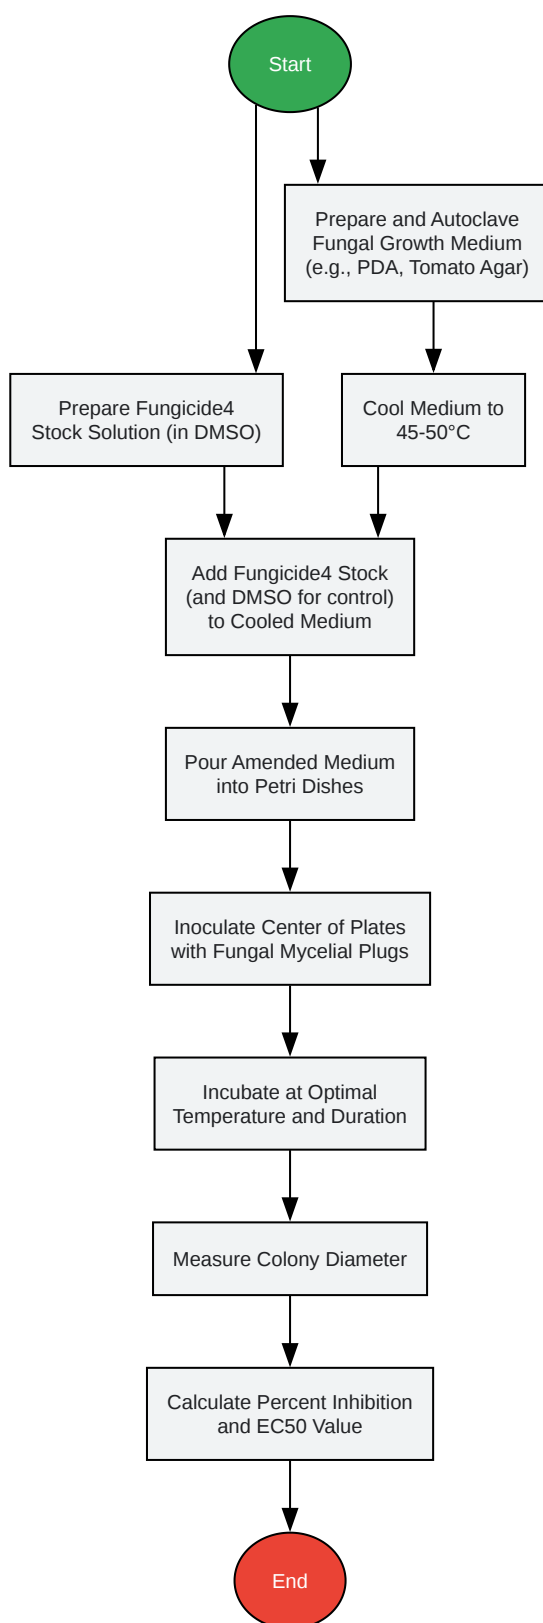 Start
Prepare and Autoclave
Fungal Growth Medium
(e.g., PDA, Tomato Agar)
Prepare Fungicide4
Stock Solution (in DMSO)
Cool Medium to
45-50°C
Add Fungicide4 Stock
(and DMSO for control)
to Cooled Medium
Pour Amended Medium
into Petri Dishes
Inoculate Center of Plates
with Fungal Mycelial Plugs
Incubate at Optimal
Temperature and Duration
Measure Colony Diameter
Calculate Percent Inhibition
and EC50 Value
End